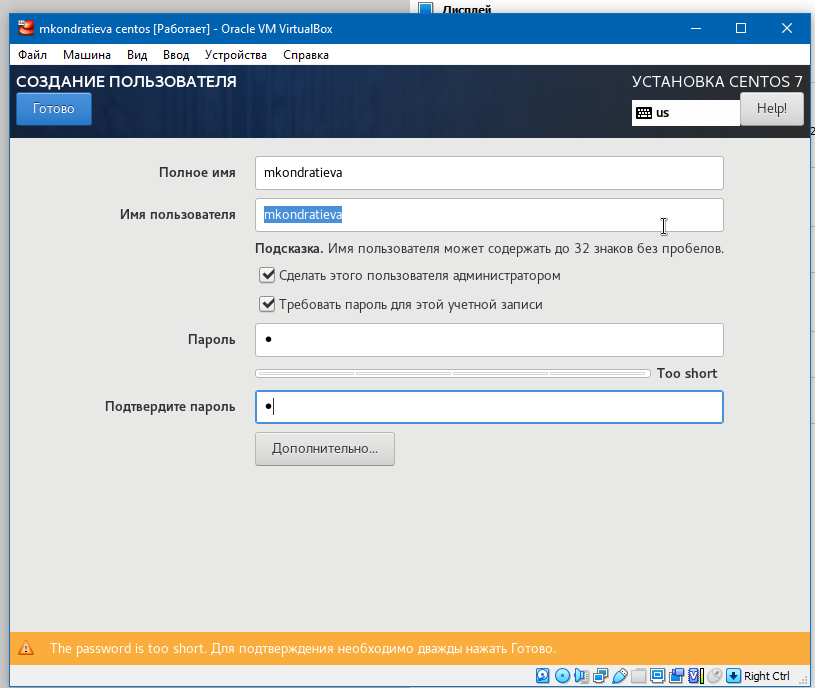 Дисплей
mkondratieva centos [Работает] - Oracle VM VirtualBox
Файл Машина Вид Ввод Устройства Справка
СОЗДАНИЕ ПОЛЬЗОВАТЕЛЯ
УСТАНОВКА CENTOS 7
Готово
us
Help!
Полное имя
mkondratieva
Имя пользователя
mkondratieva
Подсказка. Имя пользователя может содержать до 32 знаков без пробелов.
Сделать этого пользователя администратором
Требовать пароль для этой учетной записи
Пароль
●
Too short
Подтвердите пароль
●
Дополнительно...
The password is too short. Для подтверждения необходимо дважды нажать Готово.
Right Ctrl